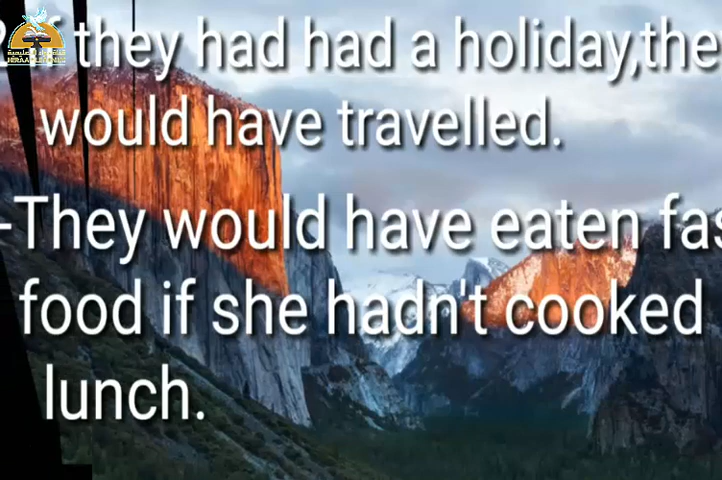 If they had had a holiday,the
would have travelled.
-They would have eaten fas
food if she hadn't cooked
lunch.